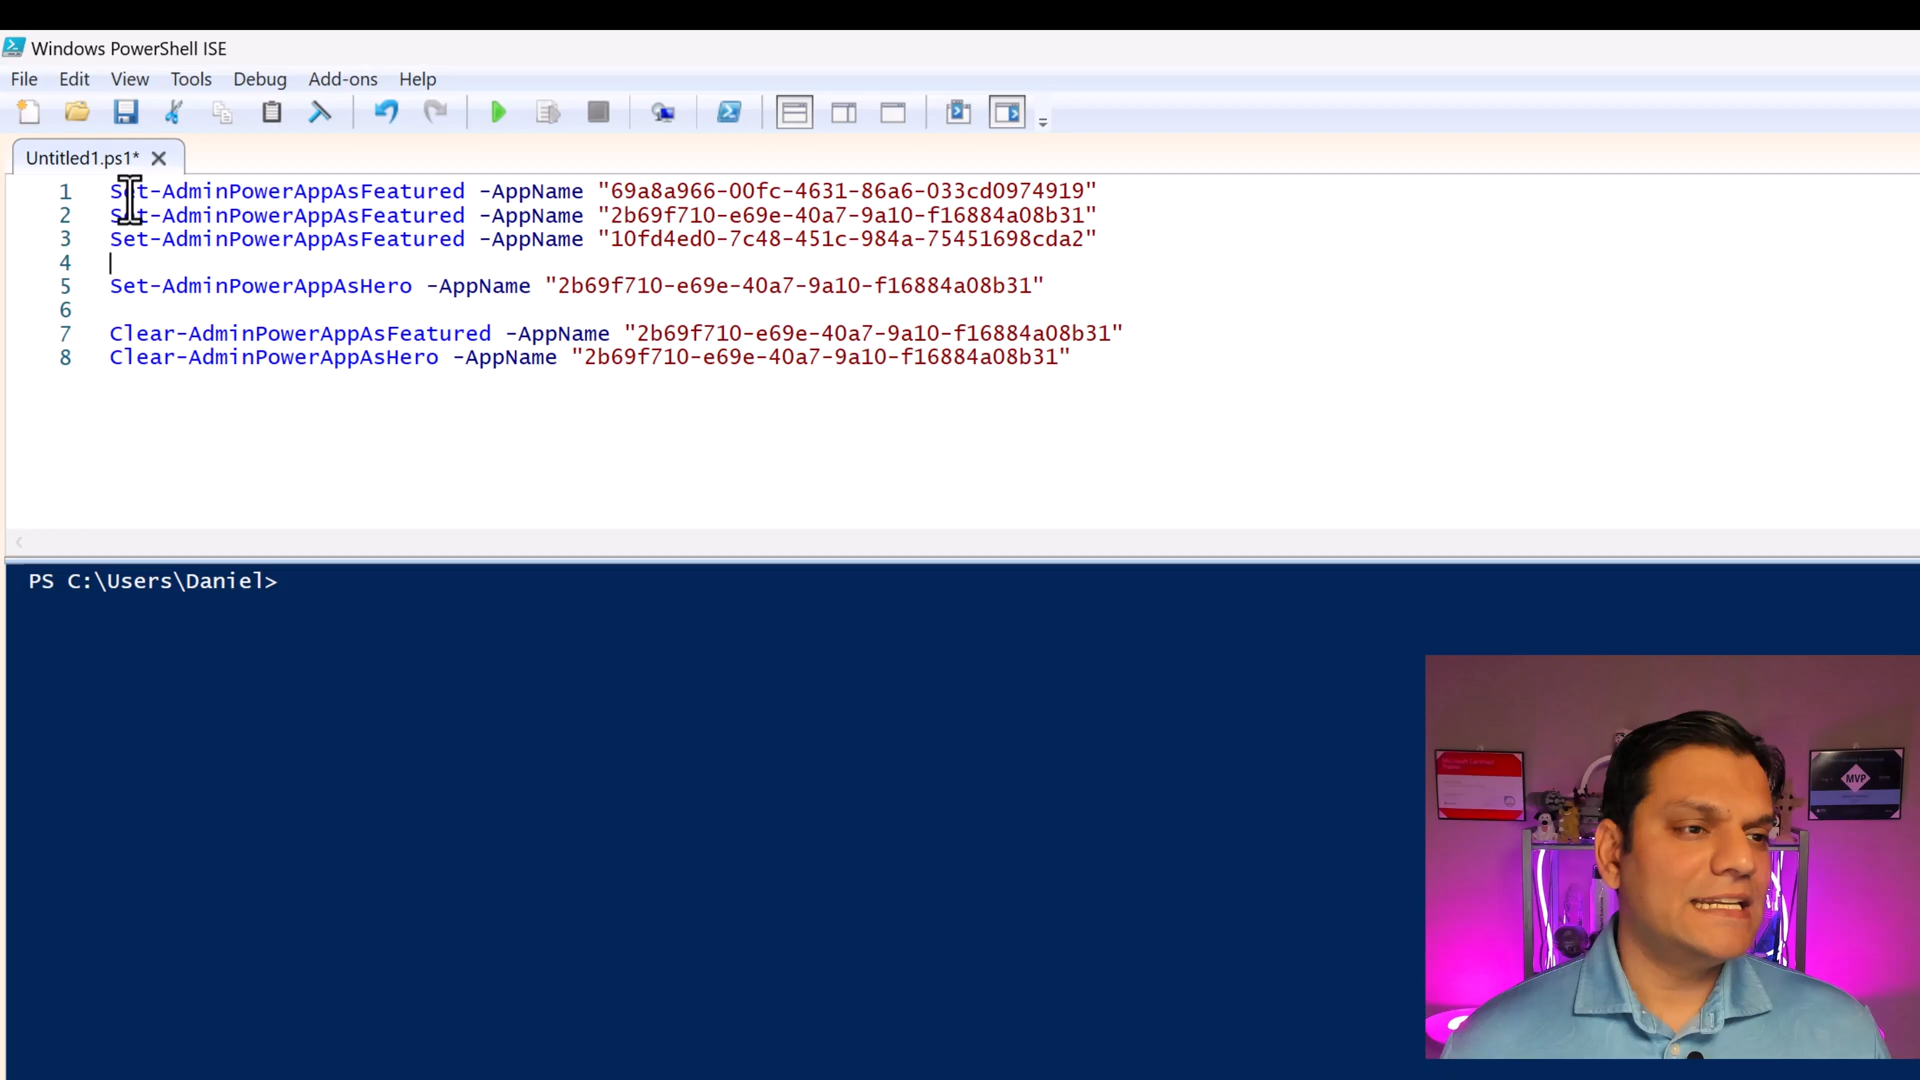 Windows PowerShell ISE
File Edit View Tools Debug Add-ons Help
Untitled1.ps1*
1 Set-AdminPowerAppAsFeatured -AppName "69a8a966-00fc-4631-86a6-033cd0974919"
2 Set-AdminPowerAppAsFeatured -AppName "2b69f710-e69e-40a7-9a10-f16884a08b31"
3 Set-AdminPowerAppAsFeatured -AppName "10fd4ed0-7c48-451c-984a-75451698cda2"
4
5 Set-AdminPowerAppAsHero -AppName "2b69f710-e69e-40a7-9a10-f16884a08b31"
6
7 Clear-AdminPowerAppAsFeatured -AppName "2b69f710-e69e-40a7-9a10-f16884a08b31"
8 Clear-AdminPowerAppAsHero -AppName "2b69f710-e69e-40a7-9a10-f16884a08b31"
PS C:\Users\Daniel>
MVP